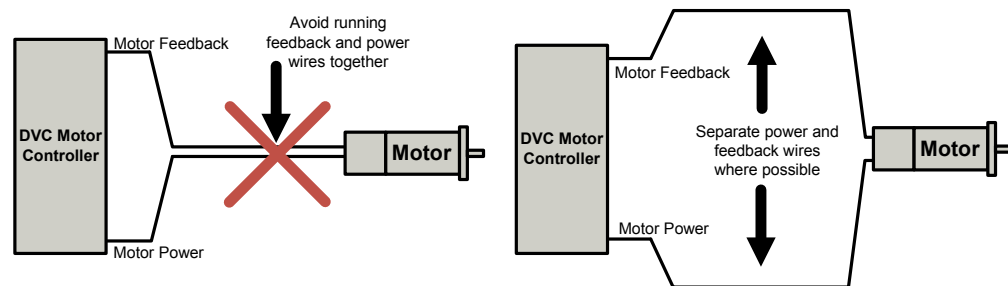 Avoid running
feedback and power
wires together
Motor Feedback
DVC Motor
Controller
Motor
Motor Power
Motor Feedback
DVC Motor
Controller
Separate power and
feedback wires
where possible
Motor
Motor Power